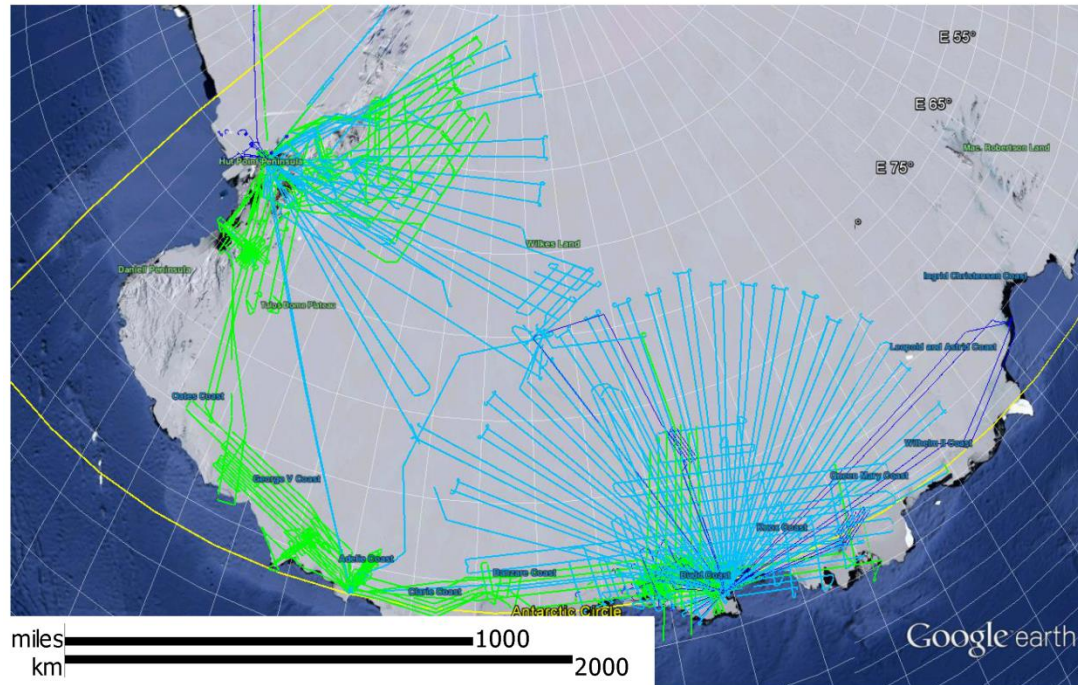 E 55°
E 65°
Mac. Robertson Land
Hut Point Peninsula
E 75°
Wilkes Land
Daniell Peninsula
Ingrid Christensen Coast
Talos Dome Plateau
Leopold and Astrid Coast
Oates Coast
Wilhelm II Coast
George V Coast
Queen Mary Coast
Knox Coast
Adelie Coast
Banzare Coast
Budd Coast
Clarie Coast
Antarctic Circle
miles 1000
km 2000
Google earth